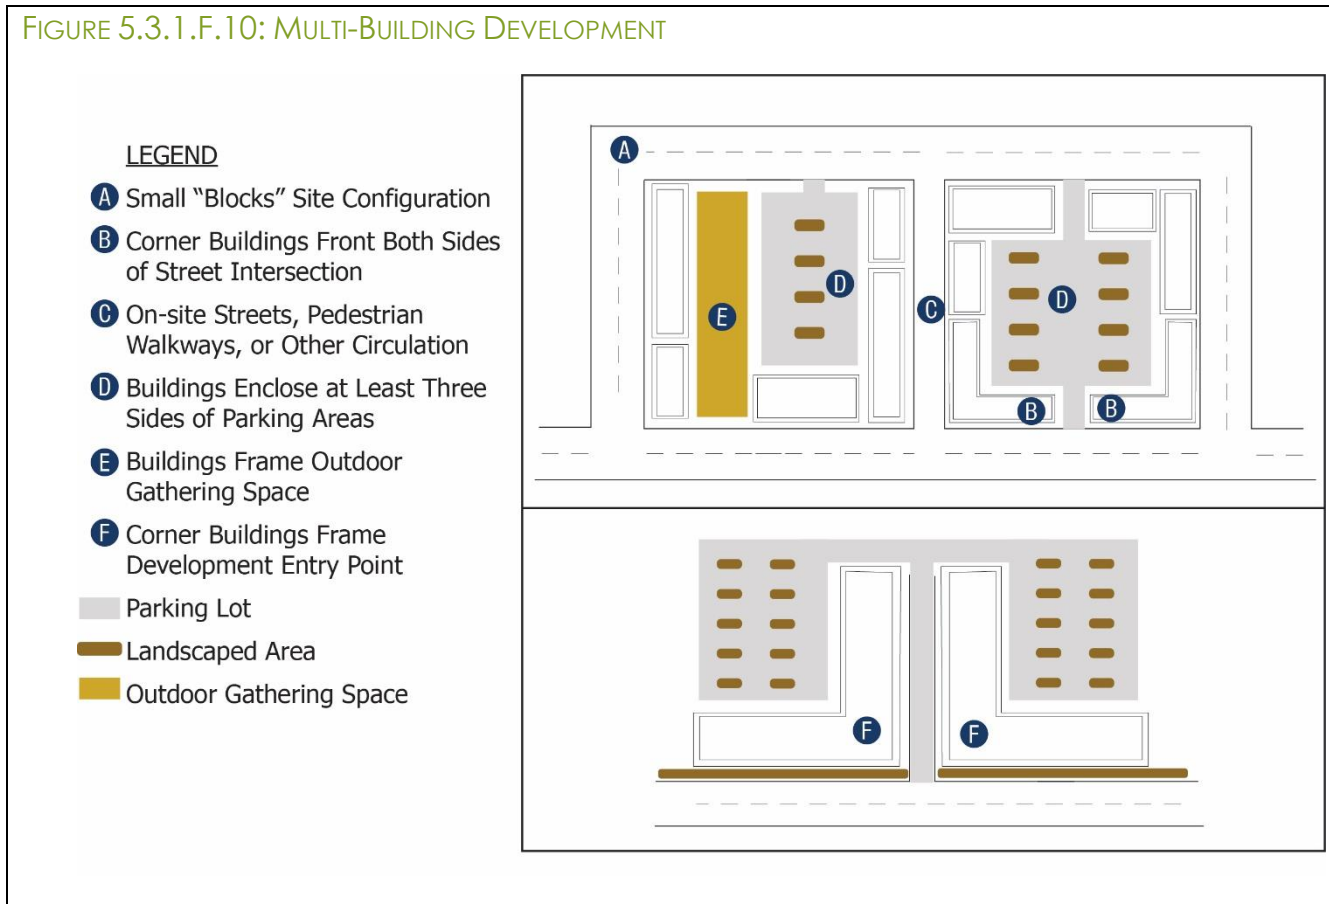 FIGURE 5.3.1.F.10: MULTI-BUILDING DEVELOPMENT
LEGEND
A Small “Blocks” Site Configuration
B Corner Buildings Front Both Sides
of Street Intersection
C On-site Streets, Pedestrian
Walkways, or Other Circulation
D Buildings Enclose at Least Three
Sides of Parking Areas
E Buildings Frame Outdoor
Gathering Space
F Corner Buildings Frame
Development Entry Point
Parking Lot
Landscaped Area
Outdoor Gathering Space
A
D
C
D
E
B
B
F
F